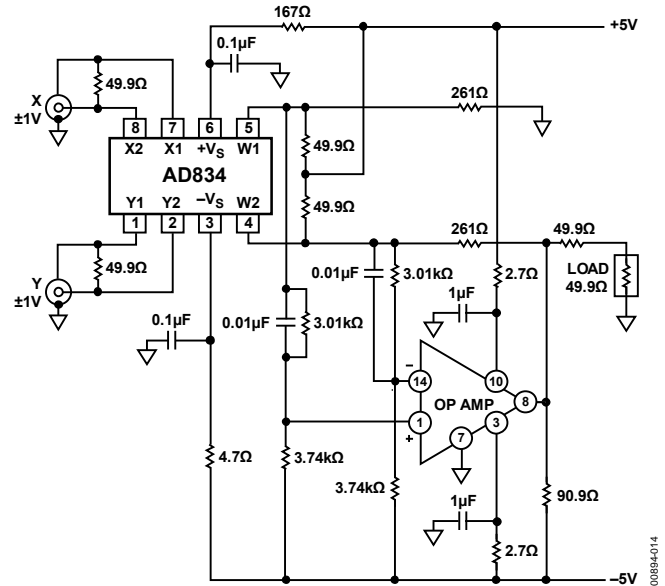 167Ω
+5V
0.1µF
X
±1V
49.9Ω
8 7 6 5
X2 X1 +VS W1
261Ω
AD834
49.9Ω
49.9Ω
Y1 Y2 –VS W2
1 2 3 4
261Ω
49.9Ω
Y
±1V
49.9Ω
0.01µF
3.01kΩ
2.7Ω
LOAD
49.9Ω
0.1µF
0.01µF
3.01kΩ
1µF
–
14
10
OP AMP
8
1
+
7
3
4.7Ω
3.74kΩ
3.74kΩ
1µF
90.9Ω
2.7Ω
–5V
00894-014